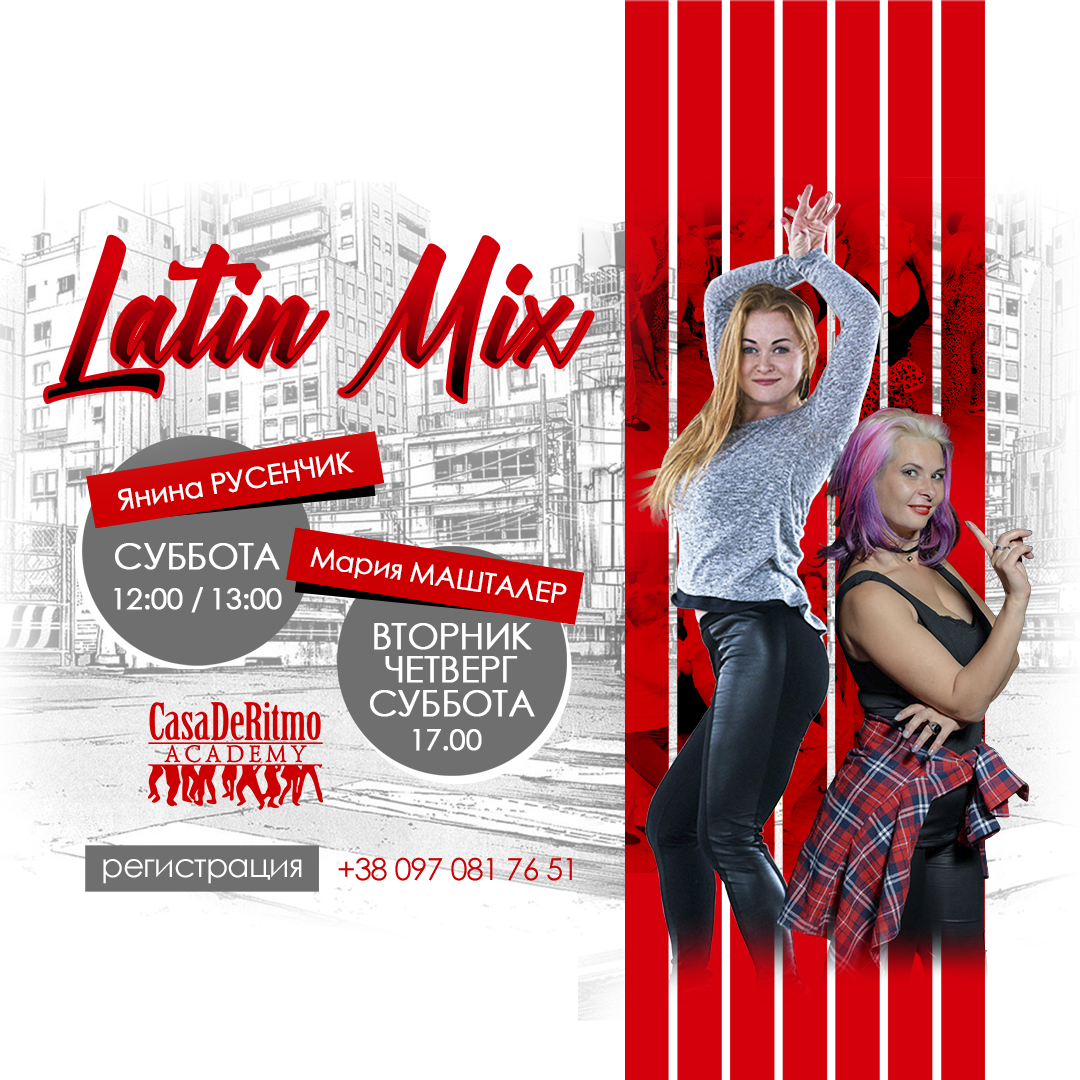 Latin Mix
Янина РУСЕНЧИК
СУББОТА
12:00 / 13:00
Мария МАШТАЛЕР
ВТОРНИК
ЧЕТВЕРГ
СУББОТА
17.00
CasaDeRitmo
ACADEMY
регистрация +38 097 081 76 51